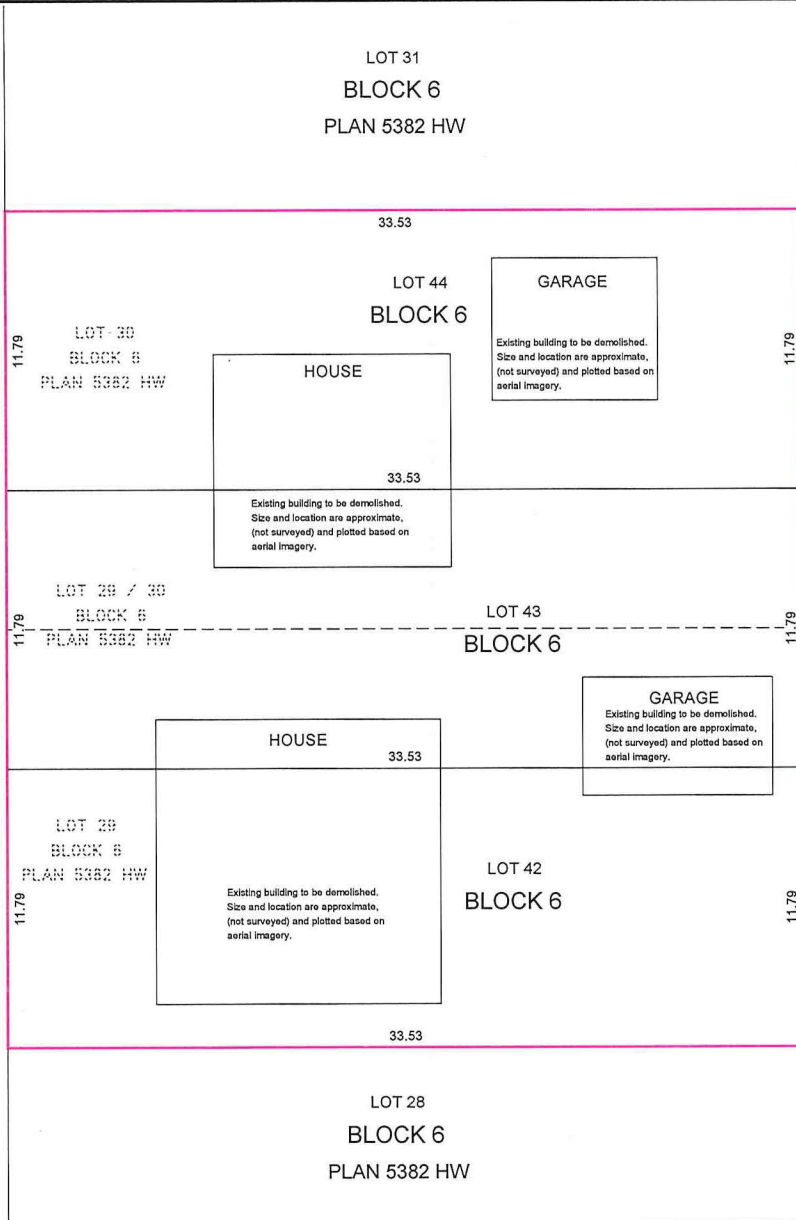 LOT 31
BLOCK 6
PLAN 5382 HW
33.53
LOT 44
BLOCK 6
GARAGE
Existing building to be demolished.
Size and location are approximate,
(not surveyed) and plotted based on
aerial imagery.
11.79
LOT 30
BLOCK 6
PLAN 5382 HW
11.79
HOUSE
33.53
Existing building to be demolished.
Size and location are approximate,
(not surveyed) and plotted based on
aerial imagery.
LOT 29 / 30
BLOCK 6
PLAN 5382 HW
11.79
LOT 43
BLOCK 6
11.79
GARAGE
Existing building to be demolished.
Size and location are approximate,
(not surveyed) and plotted based on
aerial imagery.
HOUSE
33.53
LOT 29
BLOCK 6
PLAN 5382 HW
11.79
Existing building to be demolished.
Size and location are approximate,
(not surveyed) and plotted based on
aerial imagery.
LOT 42
BLOCK 6
11.79
33.53
LOT 28
BLOCK 6
PLAN 5382 HW